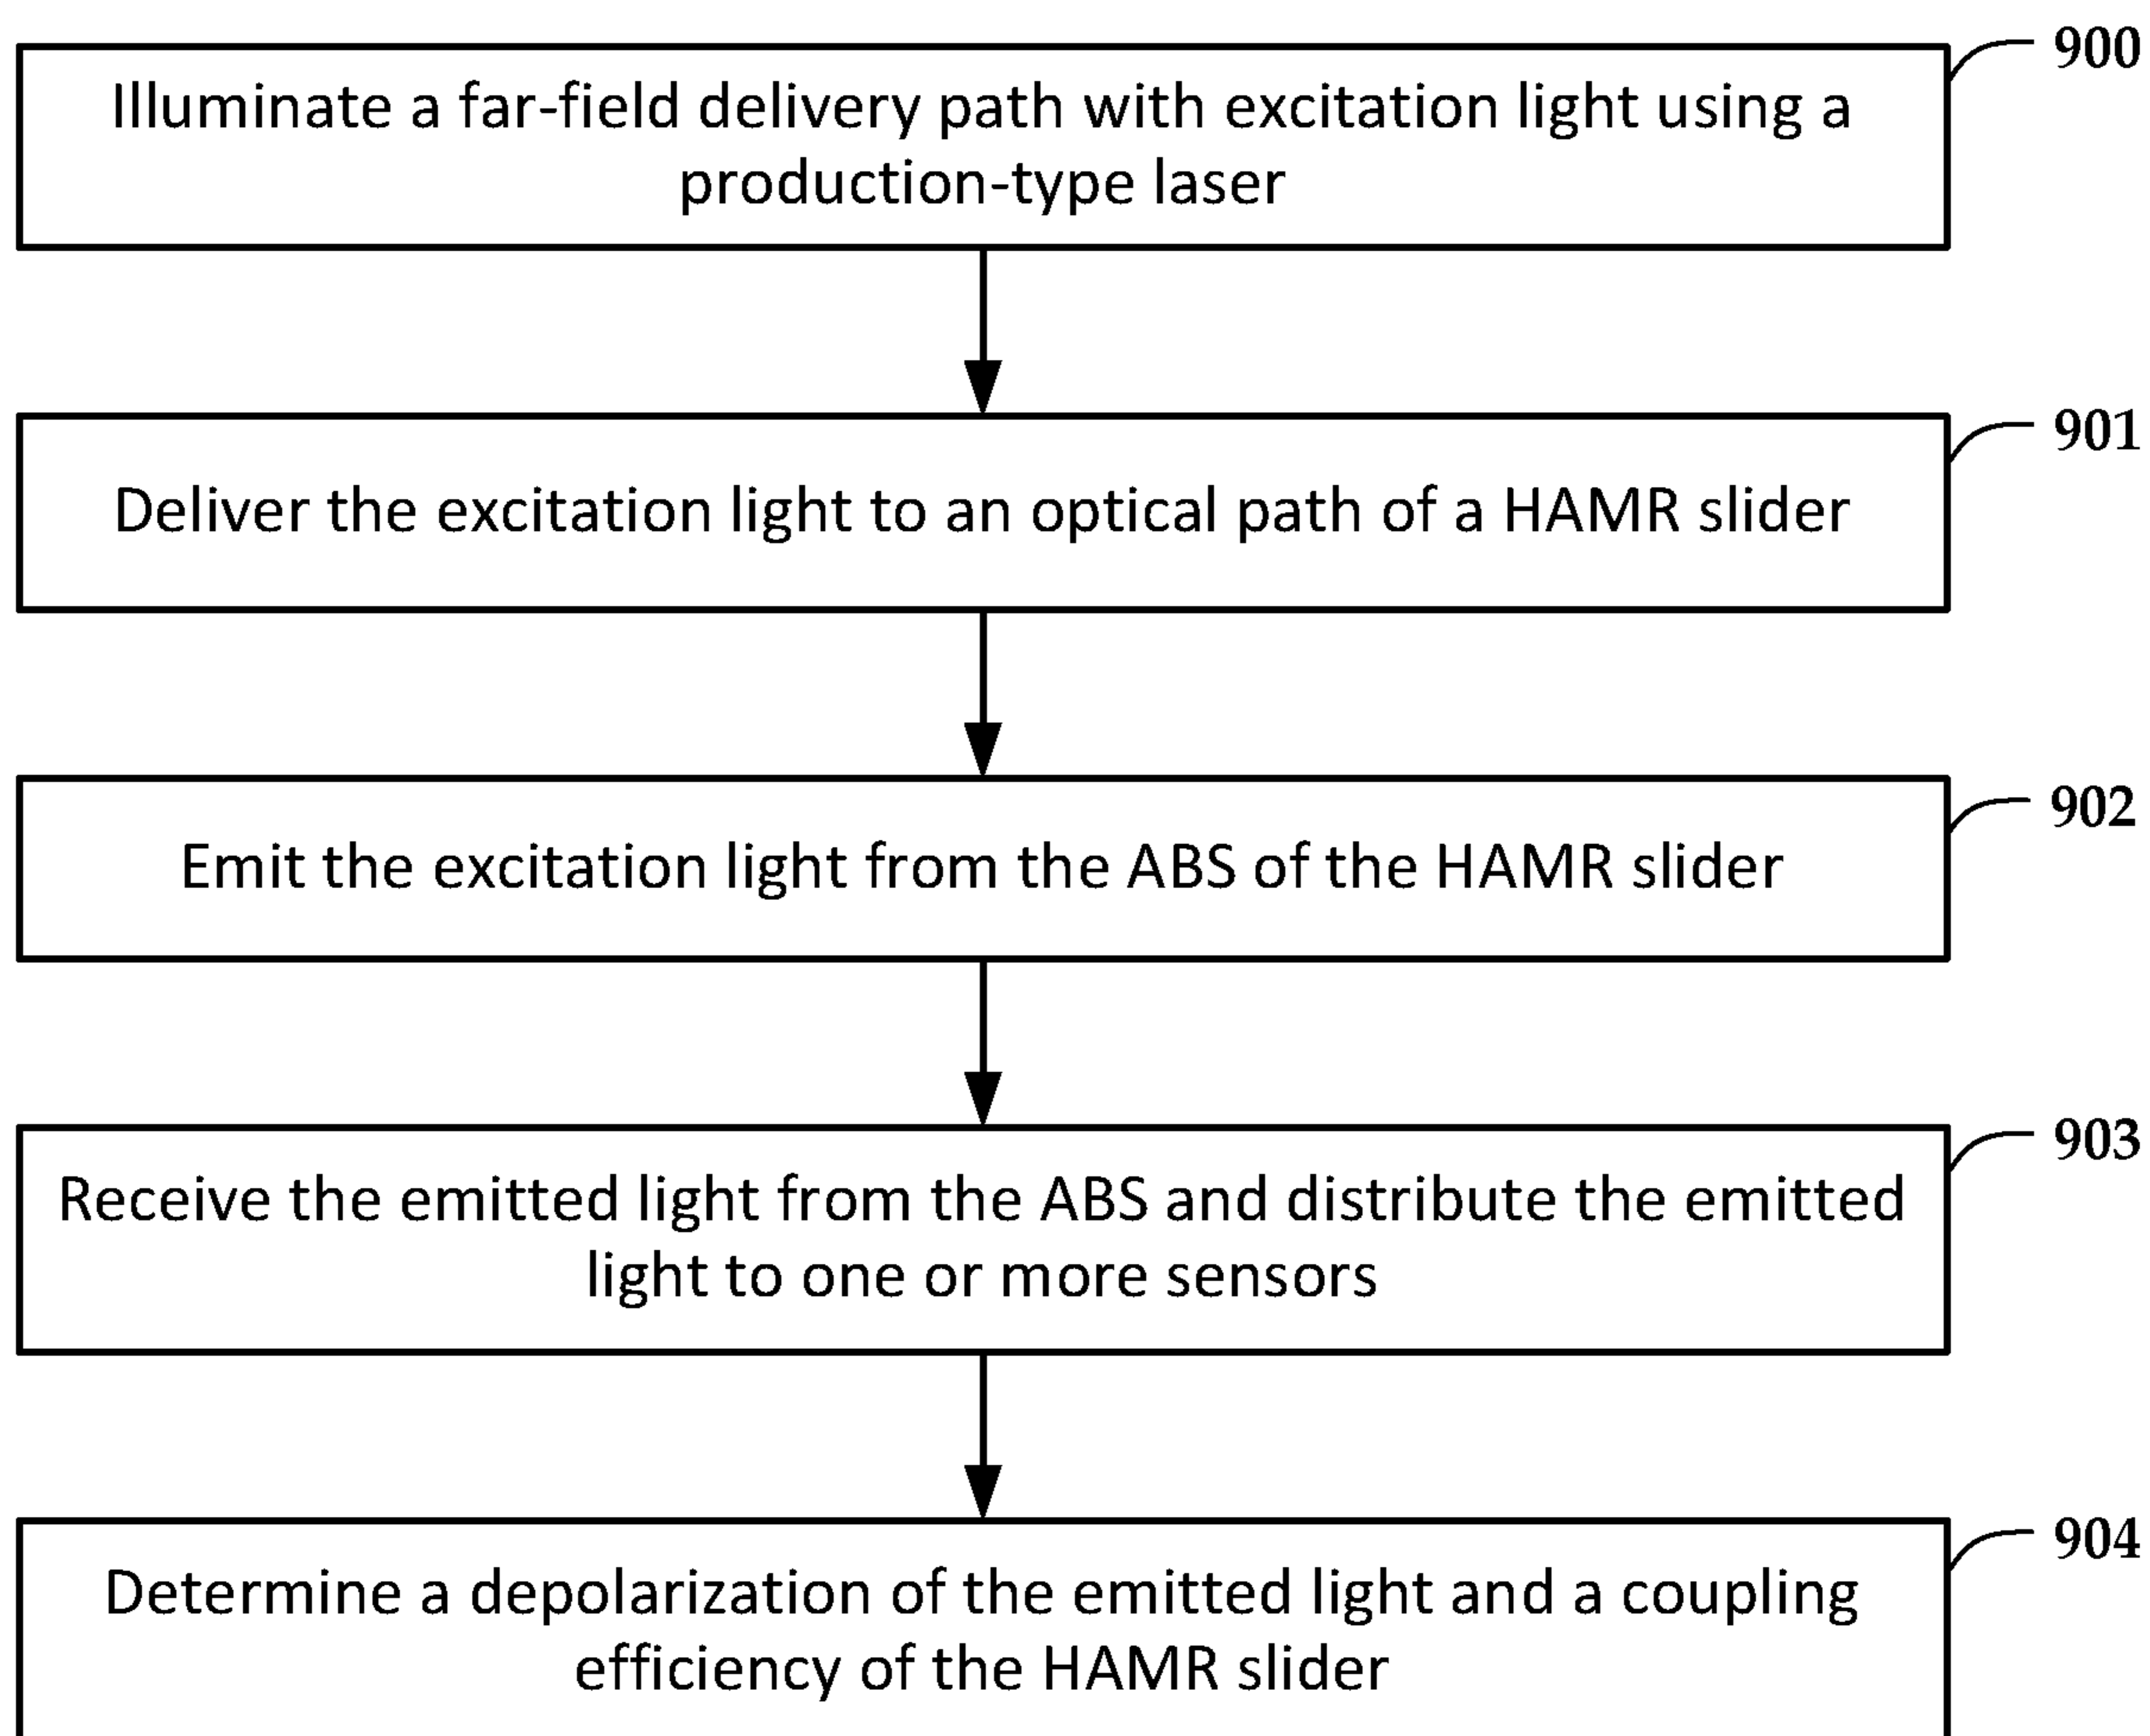 900
Illuminate a far-field delivery path with excitation light using a
production-type laser
901
Deliver the excitation light to an optical path of a HAMR slider
902
Emit the excitation light from the ABS of the HAMR slider
903
Receive the emitted light from the ABS and distribute the emitted
light to one or more sensors
904
Determine a depolarization of the emitted light and a coupling
efficiency of the HAMR slider